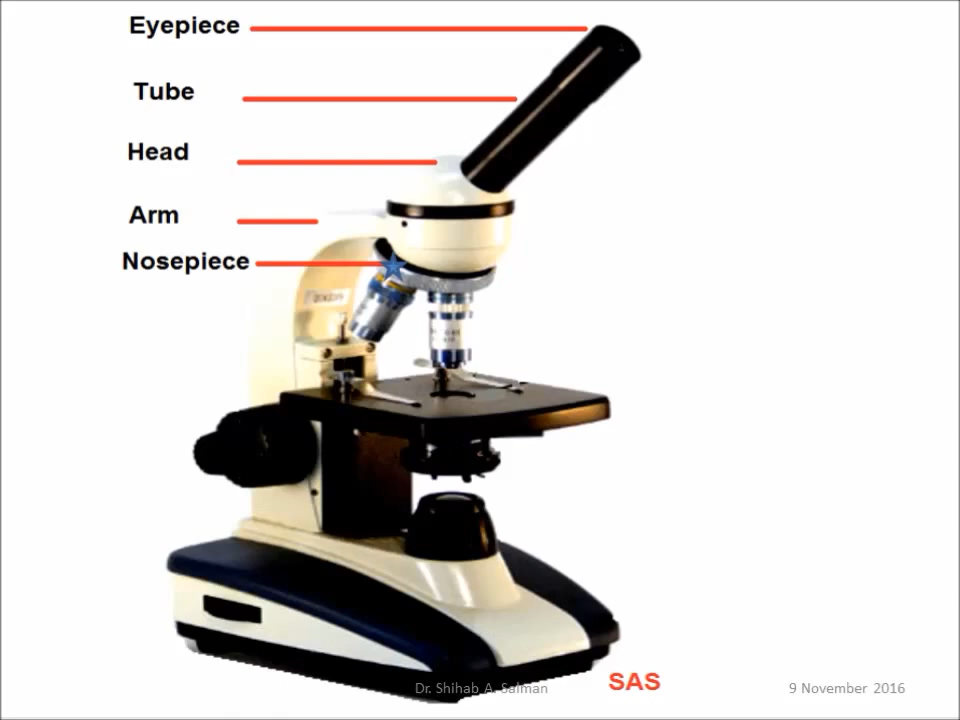 Eyepiece
Tube
Head
Arm
Nosepiece
SAS
Dr. Shihab A. Salman
9 November 2016